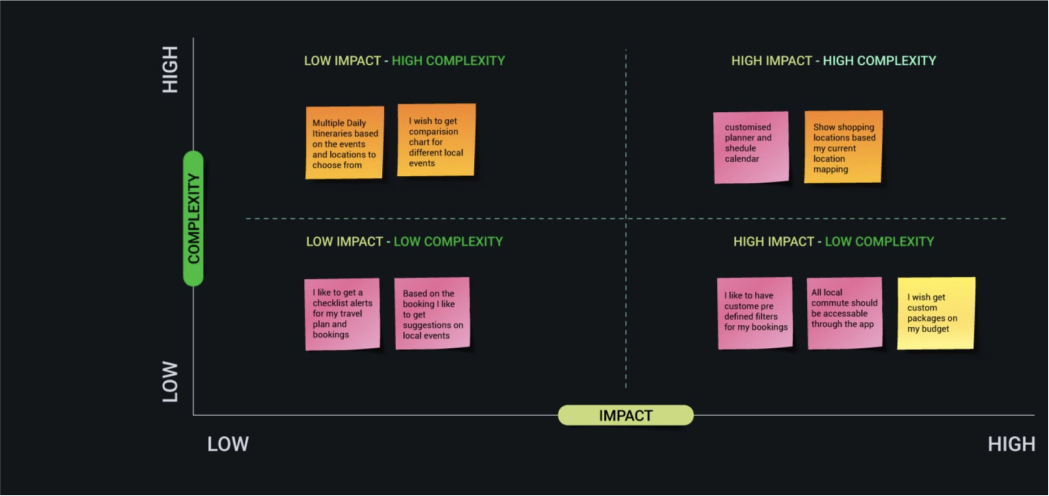 HIGH
COMPLEXITY
LOW
LOW IMPACT - HIGH COMPLEXITY
Multiple Daily
Itineraries based
on the events
and locations to
choose from
I wish to get
comparision
chart for
different local
events
HIGH IMPACT - HIGH COMPLEXITY
customised
planner and
shedule
calendar
Show shopping
locations based
my current
location
mapping
LOW IMPACT - LOW COMPLEXITY
I like to get a
checklist alerts
for my travel
plan and
bookings
Based on the
booking I like
to get
suggestions on
local events
HIGH IMPACT - LOW COMPLEXITY
I like to have
custome pre
defined filters
for my bookings
All local
commute should
be accessable
through the app
I wish get
custom
packages on
my budget
IMPACT
LOW
HIGH